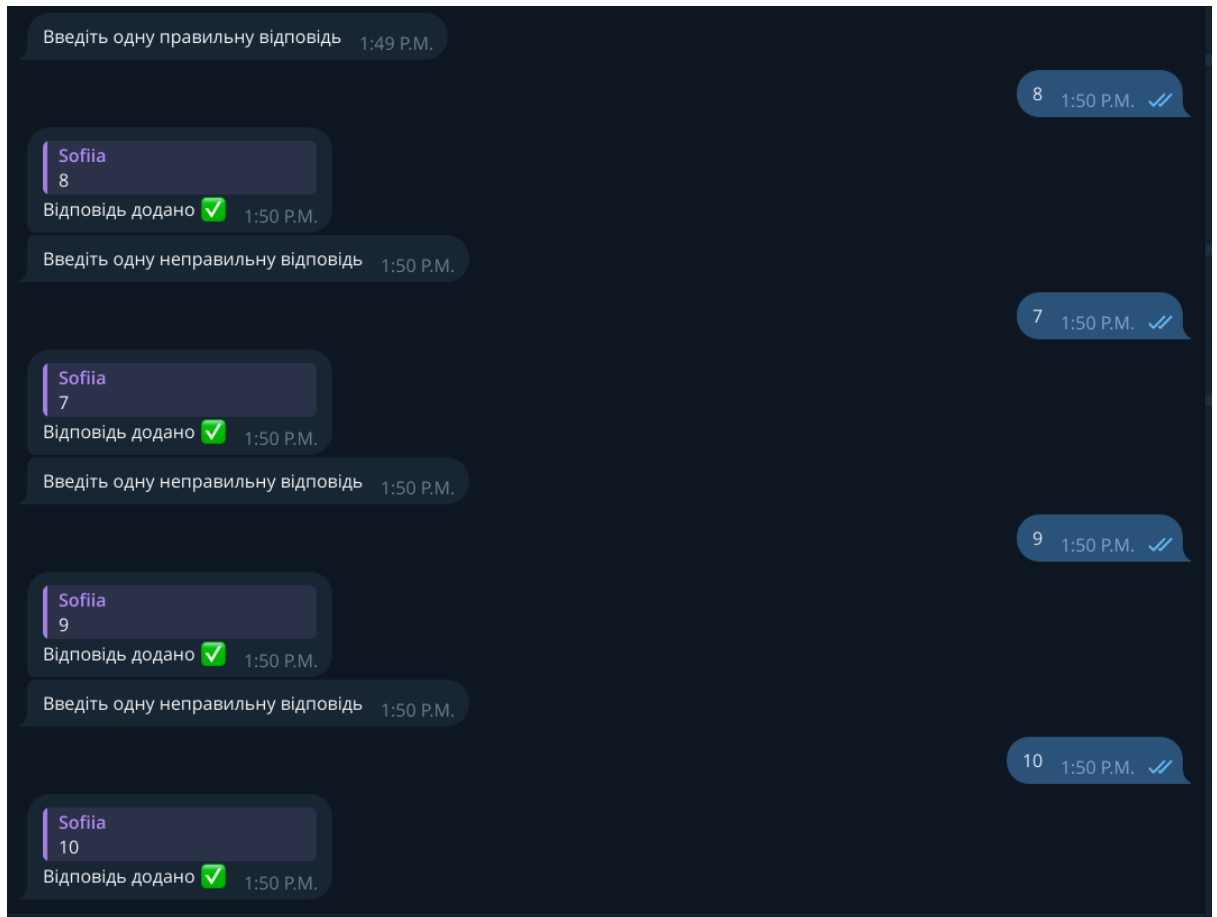 Введіть одну правильну відповідь 1:49 P.M.
8 1:50 P.M.
Sofiia
8
Відповідь додано ✅ 1:50 P.M.
Введіть одну неправильну відповідь 1:50 P.M.
7 1:50 P.M.
Sofiia
7
Відповідь додано ✅ 1:50 P.M.
Введіть одну неправильну відповідь 1:50 P.M.
9 1:50 P.M.
Sofiia
9
Відповідь додано ✅ 1:50 P.M.
Введіть одну неправильну відповідь 1:50 P.M.
10 1:50 P.M.
Sofiia
10
Відповідь додано ✅ 1:50 P.M.